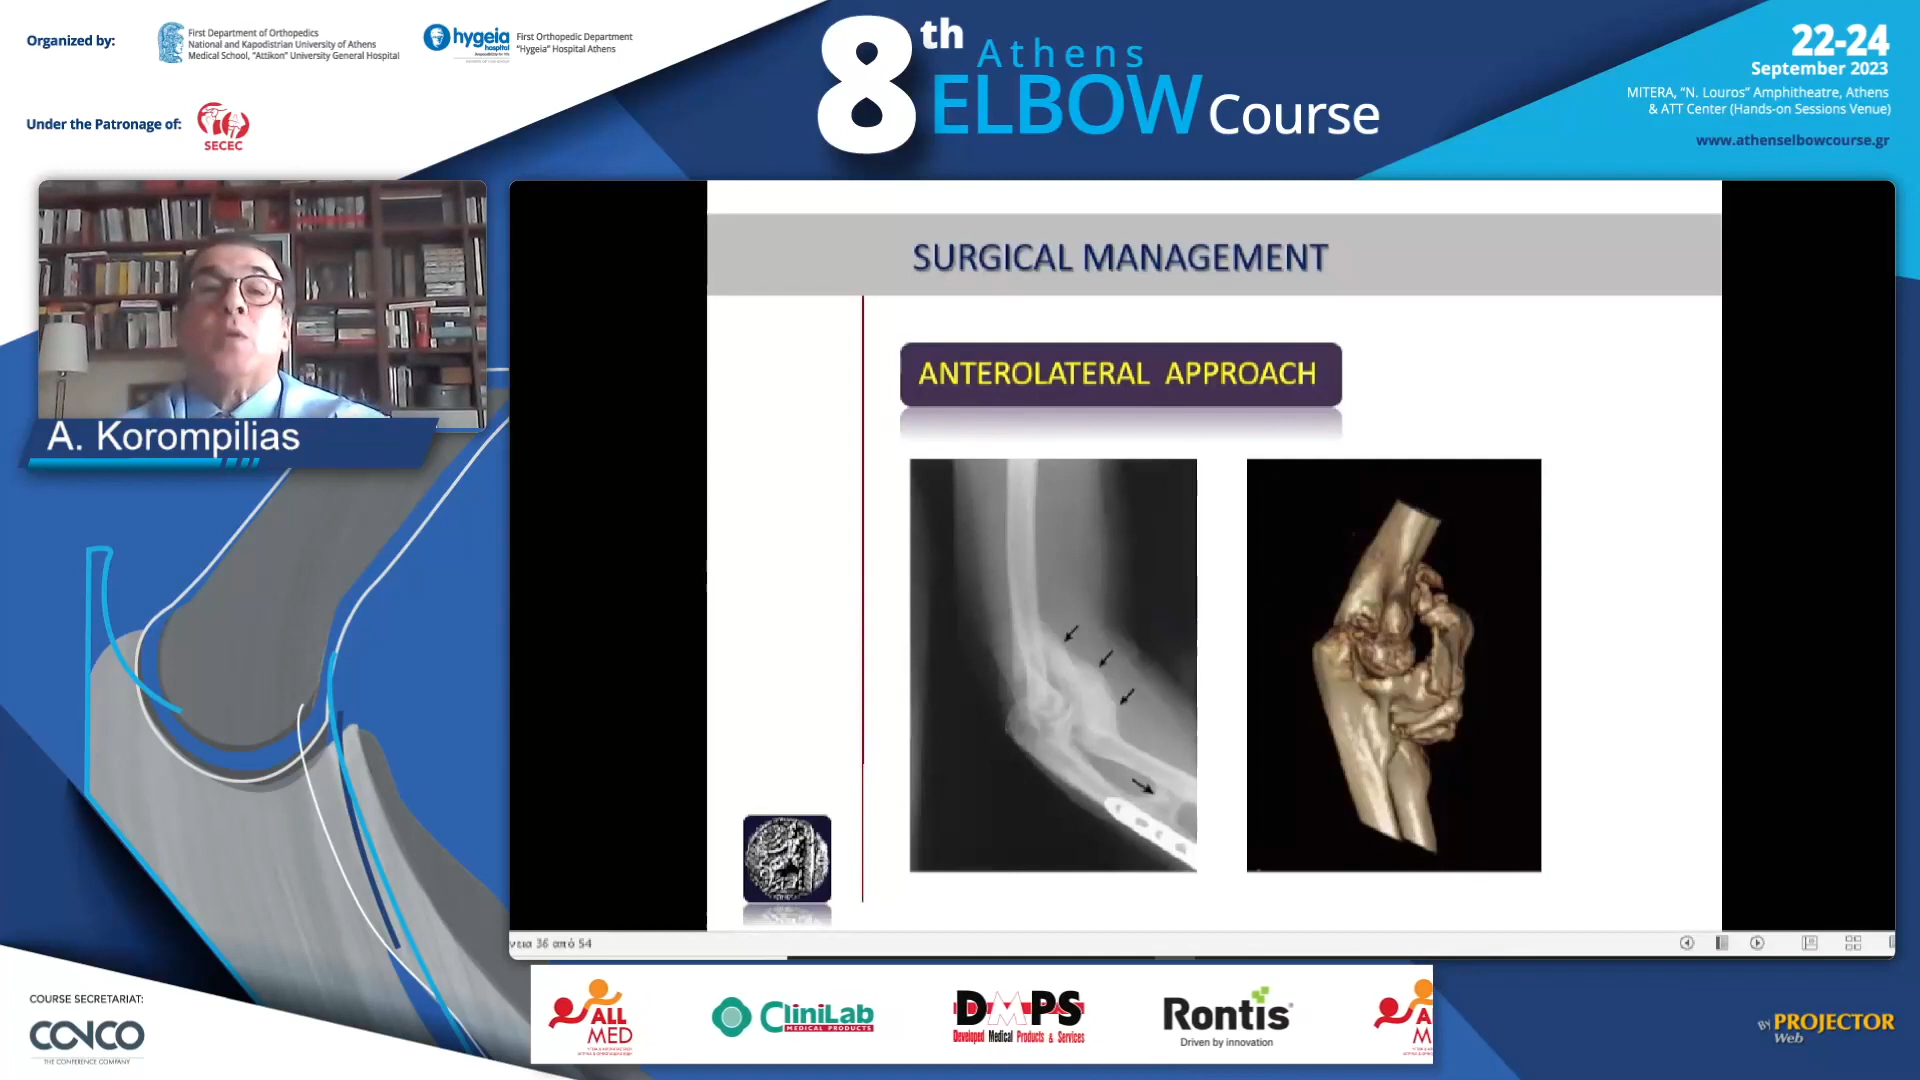 Organized by:
First Department of Orthopedics
National and Kapodistrian University of Athens
Medical School, "Attikon" University General Hospital
hygeia
hospital
First Orthopedic Department
"Hygeia" Hospital Athens
Under the Patronage of:
SECEC
8th Athens
ELBOW Course
22-24
September 2023
MITERA, "N. Louros" Amphitheatre, Athens
& ATT Center (Hands-on Sessions Venue)
www.athenselbowcourse.gr
A. Korompilias
SURGICAL MANAGEMENT
ANTEROLATERAL APPROACH
νεια 36 από 54
COURSE SECRETARIAT:
CONCO
THE CONFERENCE COMPANY
ALL
MED
CliniLab
MEDICAL PRODUCTS
DMPS
Developed Medical Products & Services
Rontis
Driven by innovation
A
M
BY PROJECTOR
Web